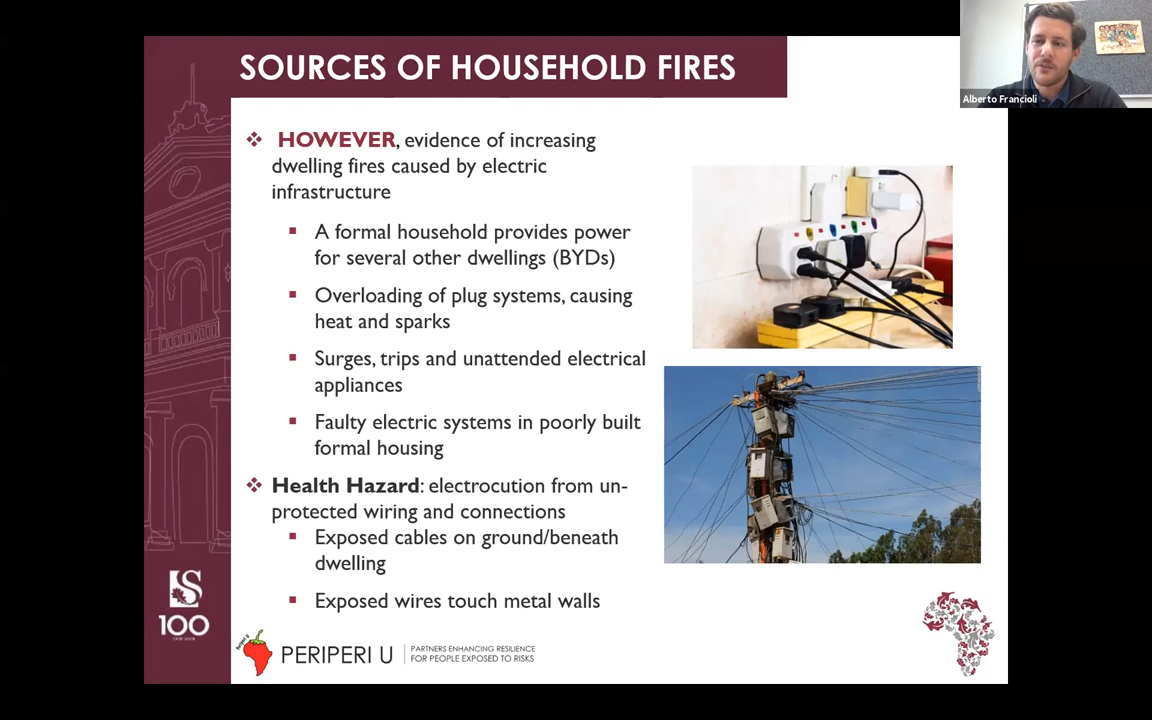 SOURCES OF HOUSEHOLD FIRES
Alberto Francioli
HOWEVER, evidence of increasing
dwelling fires caused by electric
infrastructure
A formal household provides power
for several other dwellings (BYDs)
Overloading of plug systems, causing
heat and sparks
Surges, trips and unattended electrical
appliances
Faulty electric systems in poorly built
formal housing
Health Hazard: electrocution from un-
protected wiring and connections
Exposed cables on ground/beneath
dwelling
Exposed wires touch metal walls
100
PERIPERI U
PARTNERS ENHANCING RESILIENCE
FOR PEOPLE EXPOSED TO RISKS